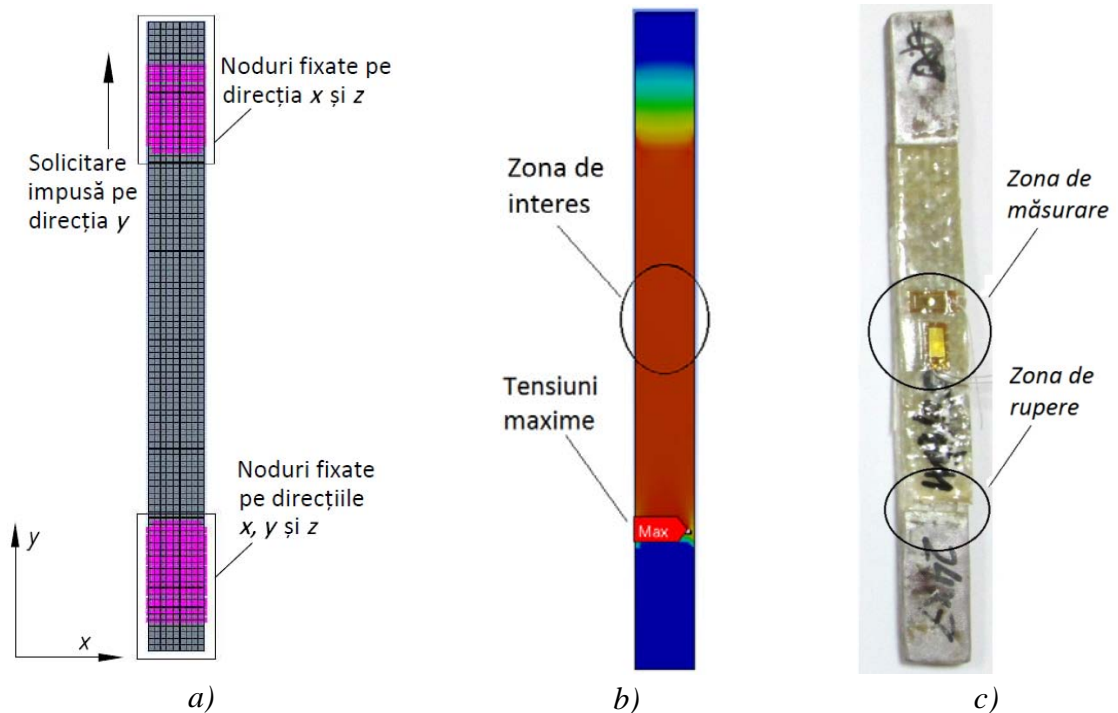 Noduri fixate pe
direcția x și z
Solicitare
impusă pe
direcția y
Noduri fixate
pe direcțiile
x, y și z
y
x
a)
Zona de
interes
Tensiuni
maxime
Max
b)
Zona de
măsurare
Zona de
rupere
c)